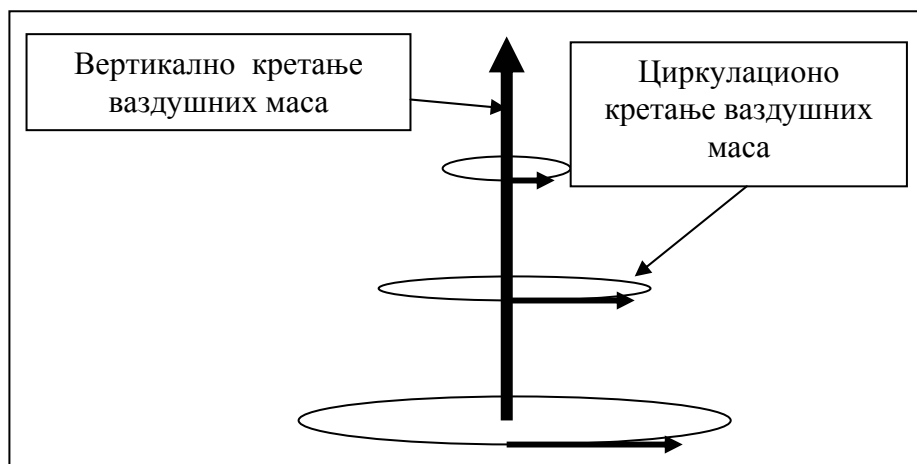 Вертикално кретање
ваздушних маса
Циркулационо
кретање ваздушних
маса